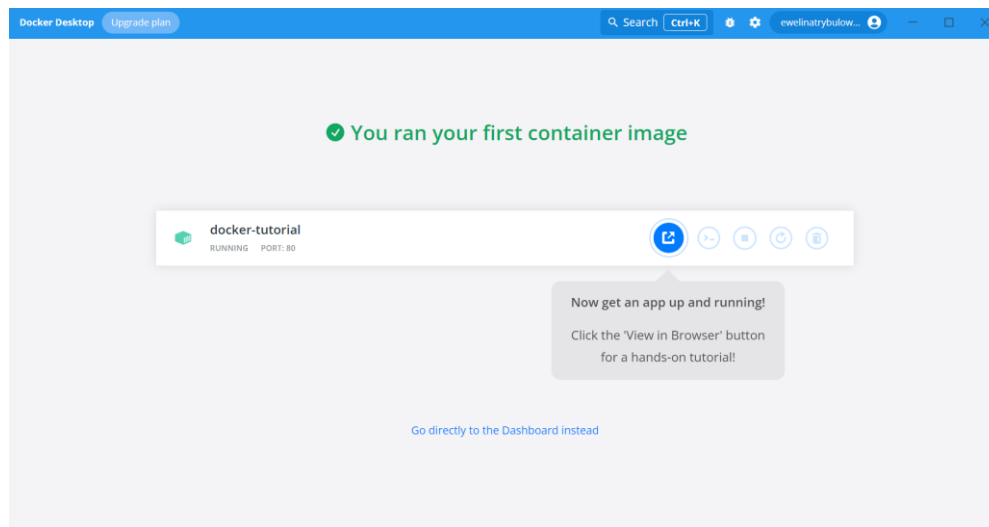 Docker Desktop Upgrade plan Search Ctrl+K ewelinatrybulow...
You ran your first container image
docker-tutorial
RUNNING PORT: 80
Now get an app up and running!
Click the 'View in Browser' button
for a hands-on tutorial!
Go directly to the Dashboard instead